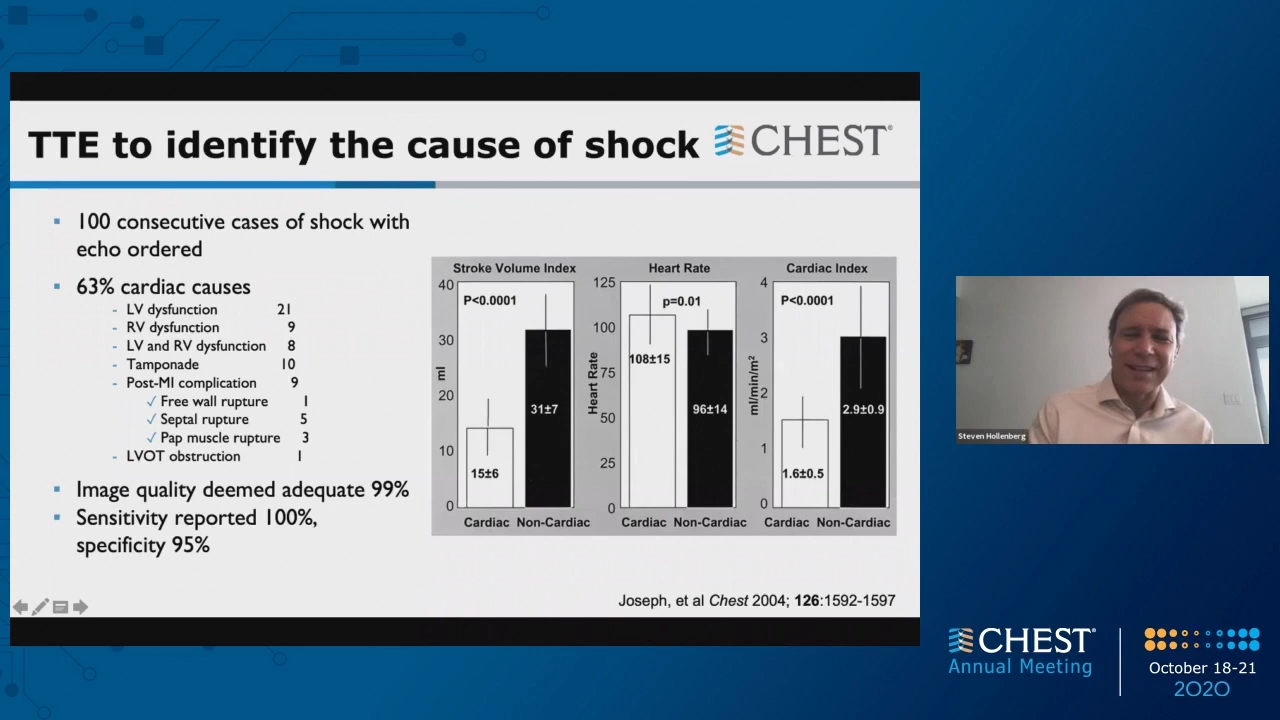 TTE to identify the cause of shock
CHEST
100 consecutive cases of shock with
echo ordered
63% cardiac causes
- LV dysfunction 21
- RV dysfunction 9
- LV and RV dysfunction 8
- Tamponade 10
- Post-MI complication 9
✓ Free wall rupture 1
✓ Septal rupture 5
✓ Pap muscle rupture 3
- LVOT obstruction 1
Image quality deemed adequate 99%
Sensitivity reported 100%,
specificity 95%
Stroke Volume Index
40
30
20
10
0
ml
P<0.0001
15±6
31±7
Cardiac Non-Cardiac
Heart Rate
125
100
75
50
25
0
Heart Rate
p=0.01
108±15
96±14
Cardiac Non-Cardiac
Cardiac Index
4
3
2
1
0
ml/min/m²
P<0.0001
1.6±0.5
2.9±0.9
Cardiac Non-Cardiac
Joseph, et al Chest 2004; 126:1592-1597
Steven Hollenberg
CHEST®
Annual Meeting
October 18-21
2020